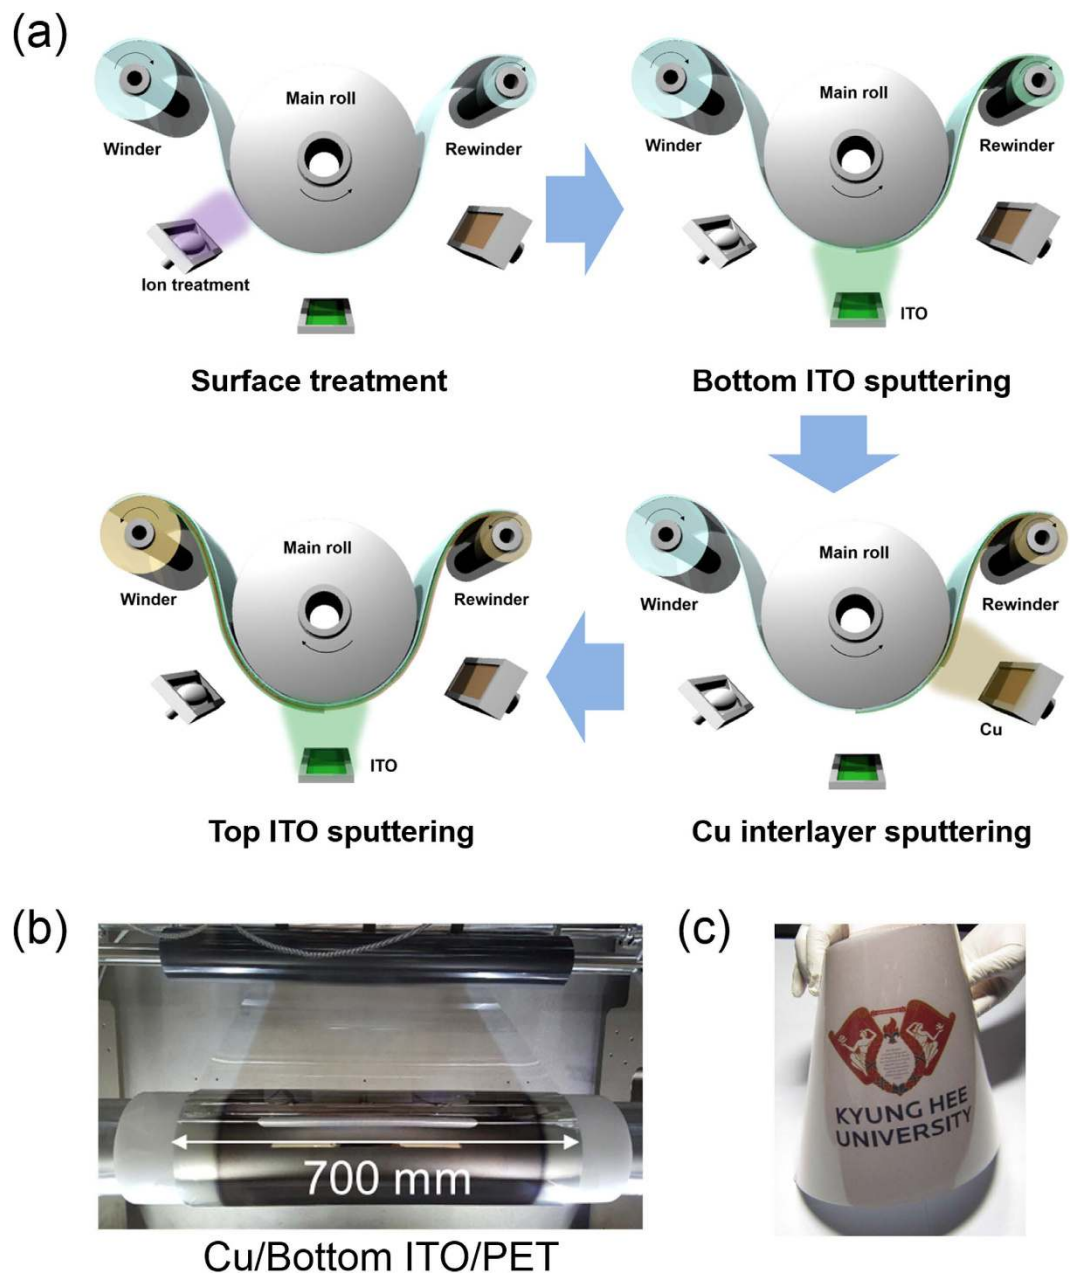 (a)
Main roll
Winder
Rewinder
Ion treatment
Surface treatment
Main roll
Winder
Rewinder
ITO
Bottom ITO sputtering
Main roll
Winder
Rewinder
ITO
Top ITO sputtering
Main roll
Winder
Rewinder
Cu
Cu interlayer sputtering
(b)
700 mm
Cu/Bottom ITO/PET
(c)
KYUNG HEE
UNIVERSITY